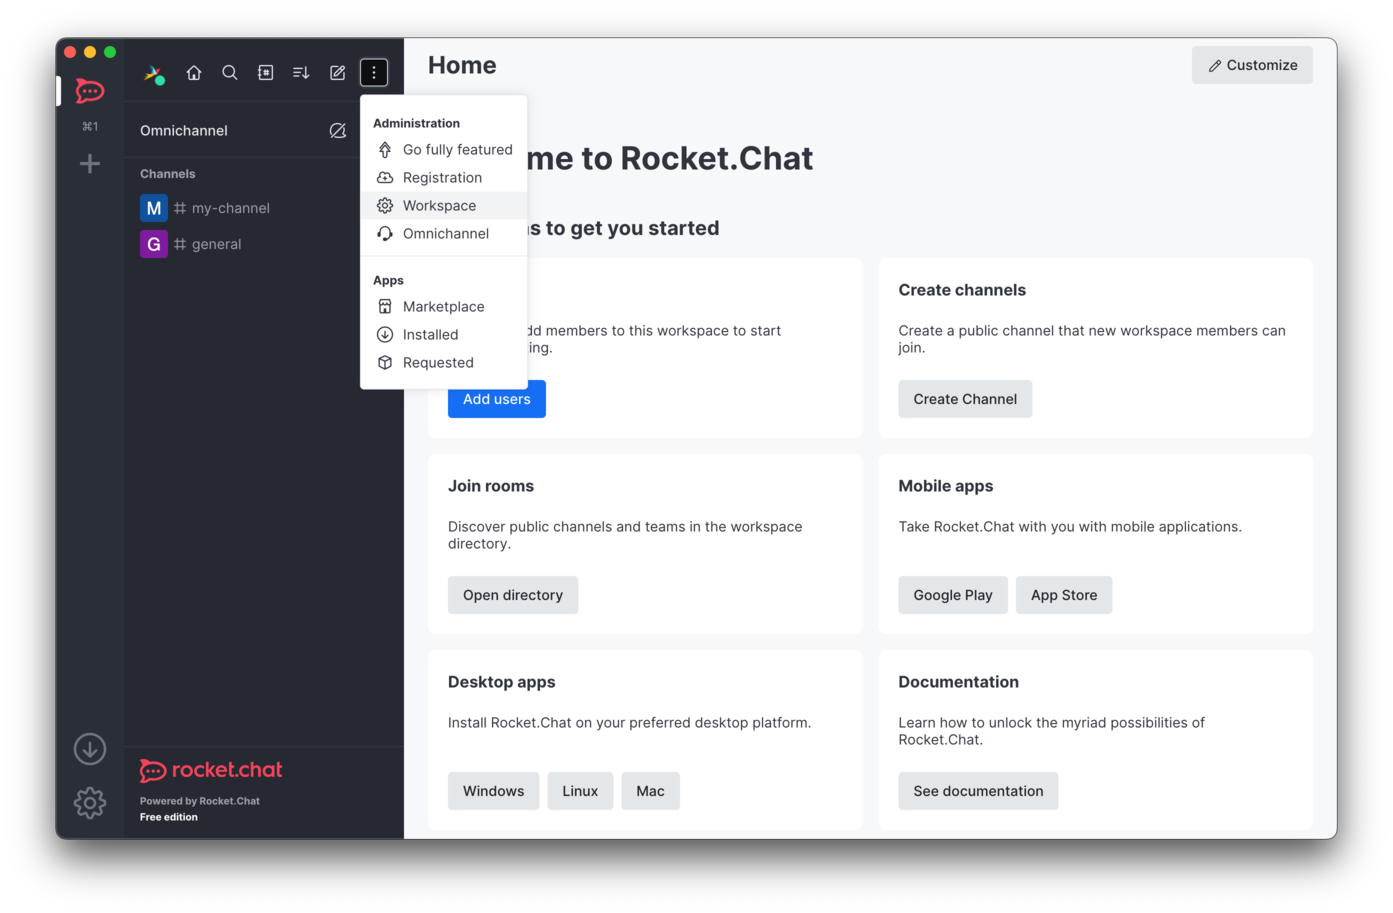 Home
Customize
⌘1
Omnichannel
Channels
M # my-channel
G # general
Administration
Go fully featured
Registration
Workspace
Omnichannel
Apps
Marketplace
Installed
Requested
me to Rocket.Chat
s to get you started
dd members to this workspace to start
ing.
Add users
Create channels
Create a public channel that new workspace members can
join.
Create Channel
Join rooms
Discover public channels and teams in the workspace
directory.
Open directory
Mobile apps
Take Rocket.Chat with you with mobile applications.
Google Play
App Store
Desktop apps
Install Rocket.Chat on your preferred desktop platform.
Windows
Linux
Mac
Documentation
Learn how to unlock the myriad possibilities of
Rocket.Chat.
See documentation
rocket.chat
Powered by Rocket.Chat
Free edition